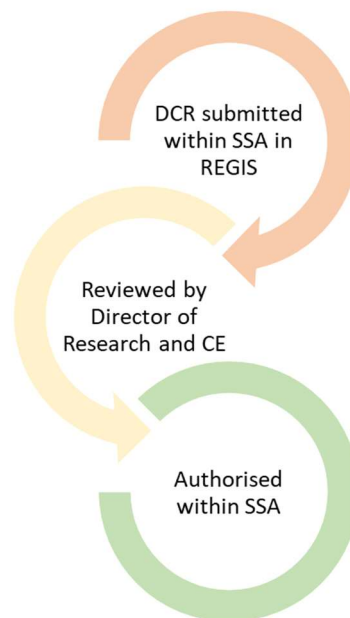 DCR submitted
within SSA in
REGIS
Reviewed by
Director of
Research and CE
Authorised
within SSA